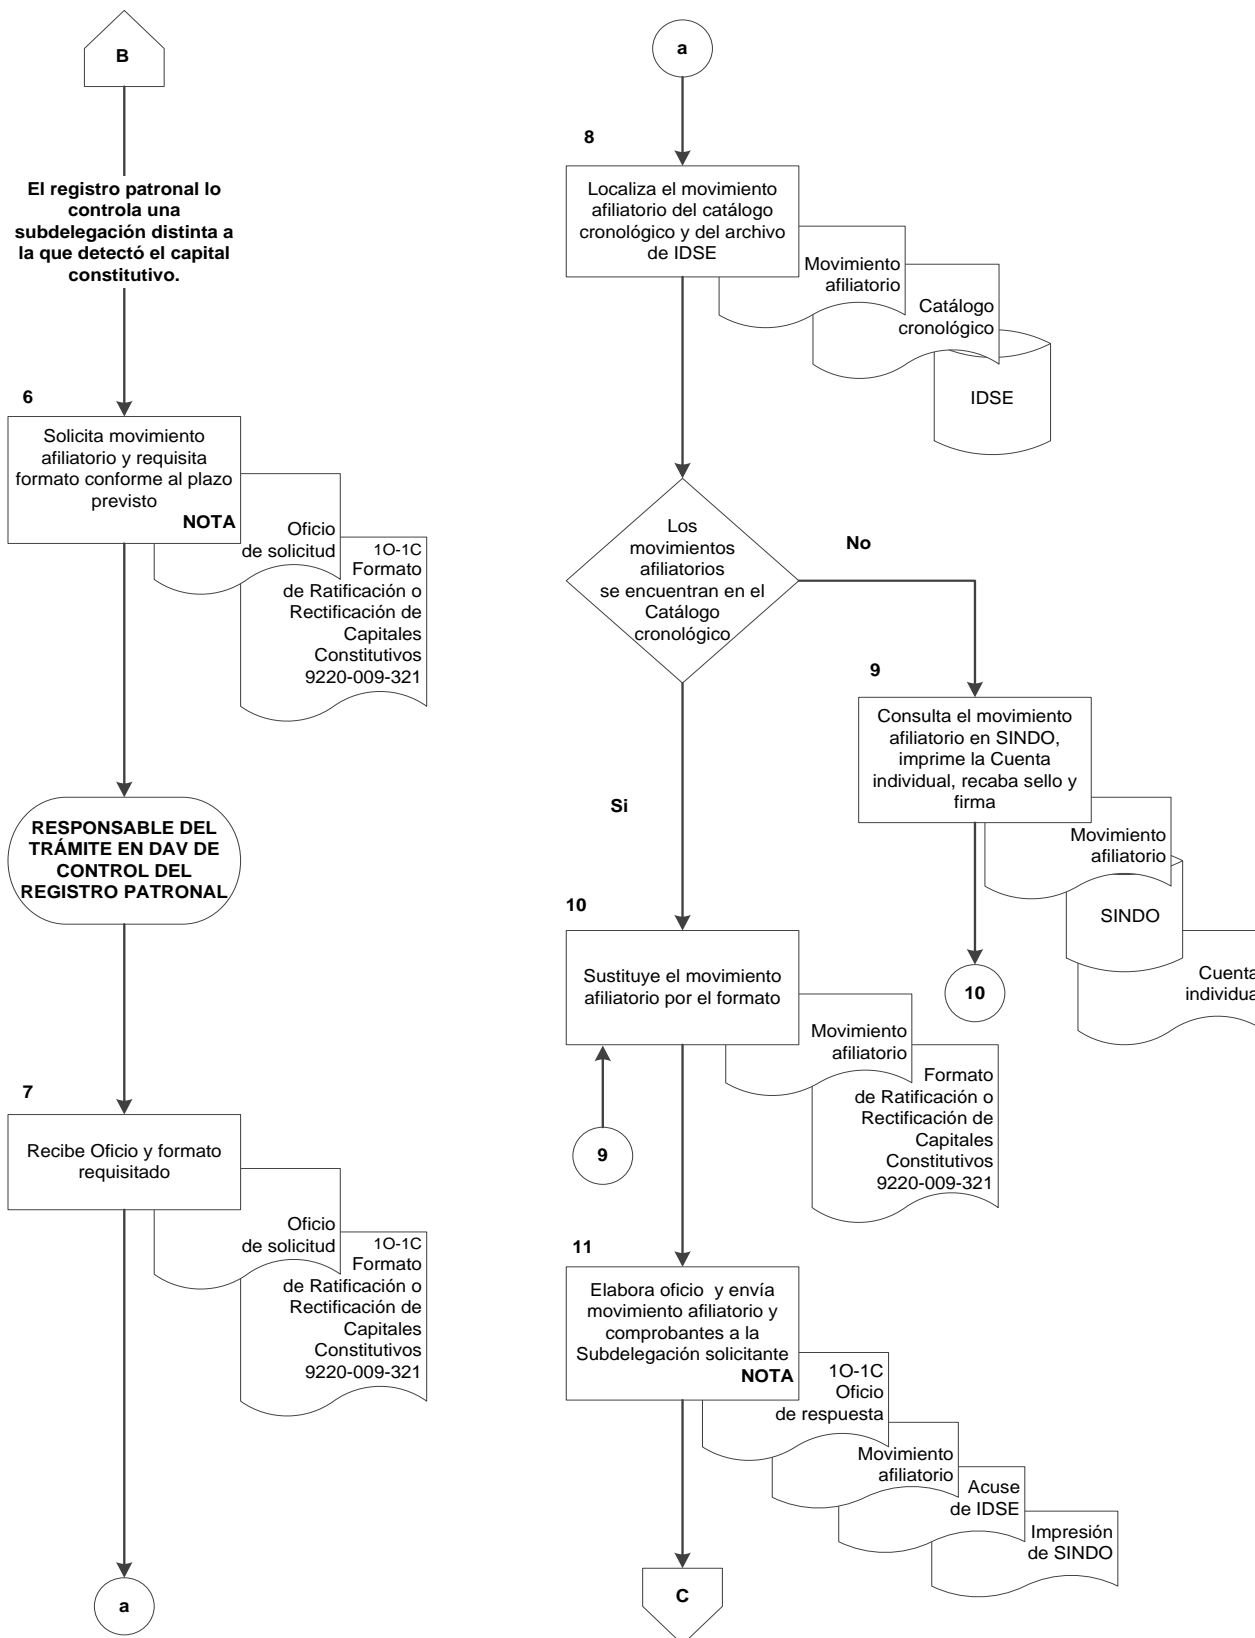 B
El registro patronal lo
controla una
subdelegación distinta a
la que detectó el capital
constitutivo.
6
Solicita movimiento
afiliatorio y requisita
formato conforme al plazo
previsto
NOTA
Oficio
de solicitud
1O-1C
Formato
de Ratificación o
Rectificación de
Capitales
Constitutivos
9220-009-321
RESPONSABLE DEL
TRÁMITE EN DAV DE
CONTROL DEL
REGISTRO PATRONAL
7
Recibe Oficio y formato
requisitado
Oficio
de solicitud
1O-1C
Formato
de Ratificación o
Rectificación de
Capitales
Constitutivos
9220-009-321
a
a
8
Localiza el movimiento
afiliatorio del catálogo
cronológico y del archivo
de IDSE
Movimiento
afiliatorio
Catálogo
cronológico
IDSE
Los
movimientos
afiliatorios
se encuentran en el
Catálogo
cronológico
No
9
Consulta el movimiento
afiliatorio en SINDO,
imprime la Cuenta
individual, recaba sello y
firma
Movimiento
afiliatorio
SINDO
Cuenta
individual
10
Si
10
Sustituye el movimiento
afiliatorio por el formato
Movimiento
afiliatorio
Formato
de Ratificación o
Rectificación de
Capitales
Constitutivos
9220-009-321
9
11
Elabora oficio y envía
movimiento afiliatorio y
comprobantes a la
Subdelegación solicitante
NOTA
1O-1C
Oficio
de respuesta
Movimiento
afiliatorio
Acuse
de IDSE
Impresión
de SINDO
C